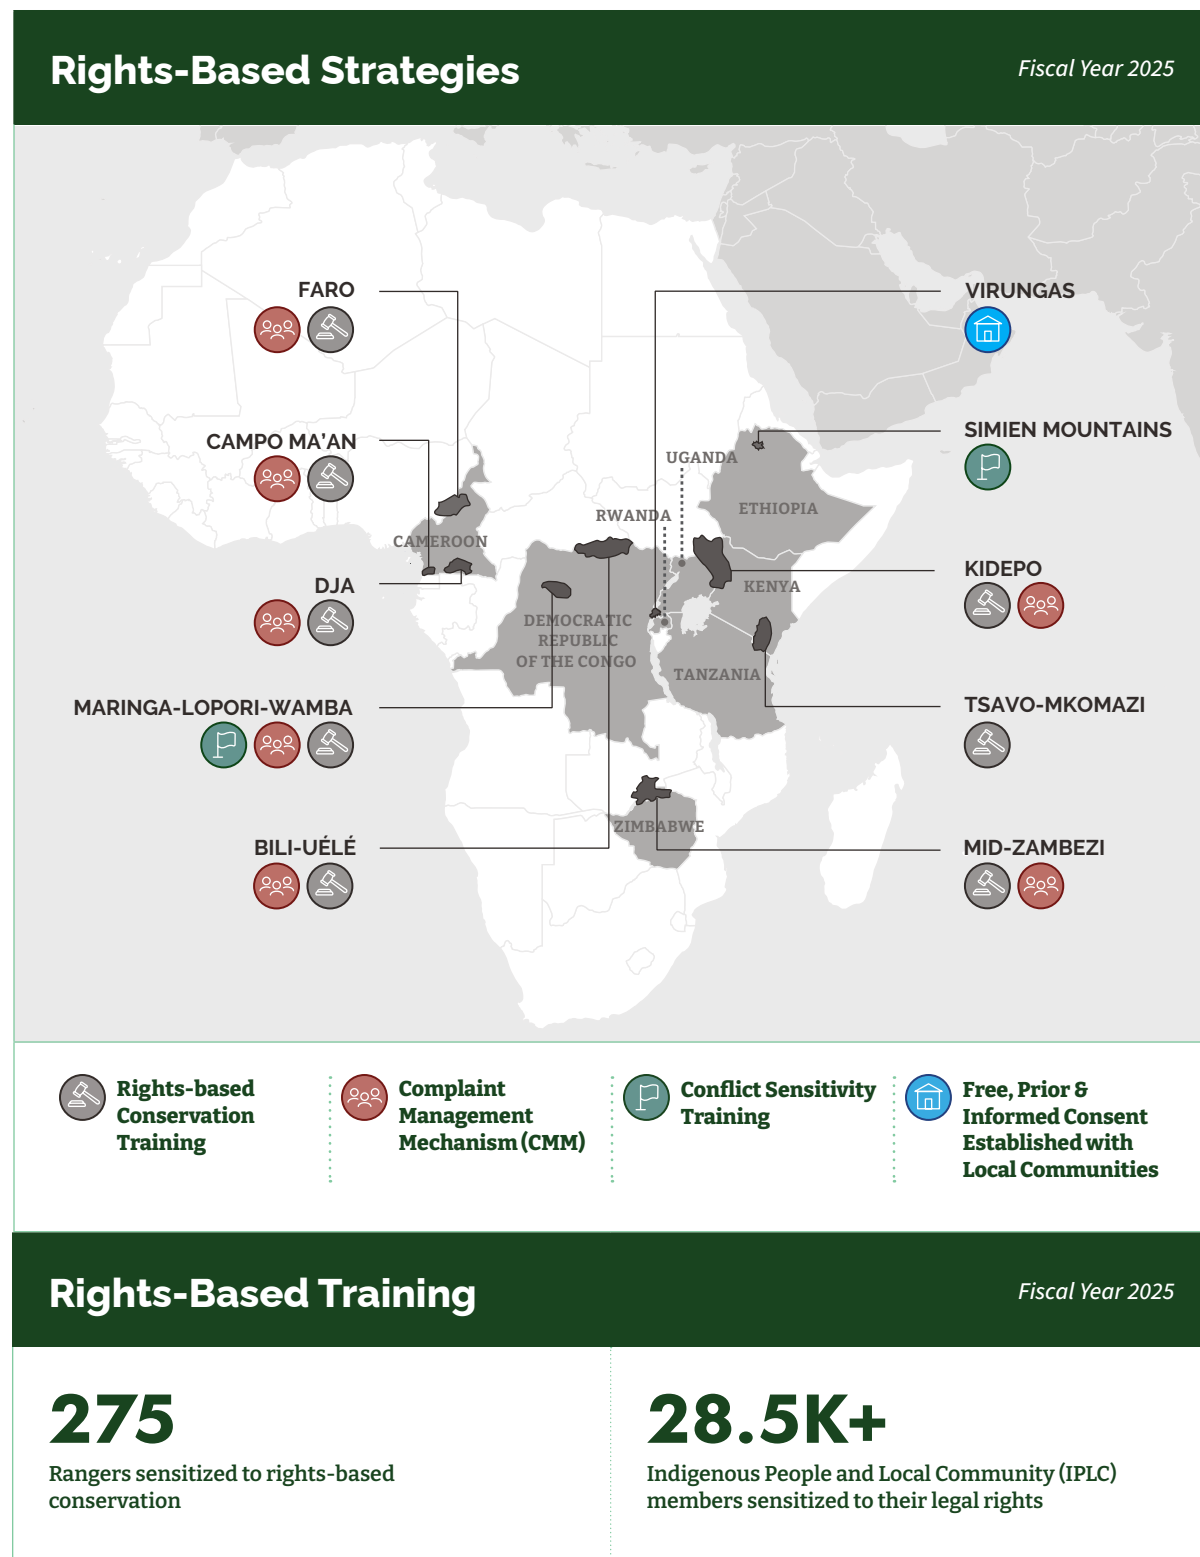 Rights-Based Strategies
Fiscal Year 2025
FARO
VIRUNGAS
CAMPO MA'AN
SIMIEN MOUNTAINS
UGANDA
RWANDA
ETHIOPIA
CAMEROON
DJA
KIDEPO
KENYA
DEMOCRATIC
REPUBLIC
OF THE CONGO
TANZANIA
MARINGA-LOPORI-WAMBA
TSAVO-MKOMAZI
ZIMBABWE
BILI-UÉLÉ
MID-ZAMBEZI
Rights-based
Conservation
Training
Complaint
Management
Mechanism (CMM)
Conflict Sensitivity
Training
Free, Prior &
Informed Consent
Established with
Local Communities
Rights-Based Training
Fiscal Year 2025
275
Rangers sensitized to rights-based
conservation
28.5K+
Indigenous People and Local Community (IPLC)
members sensitized to their legal rights